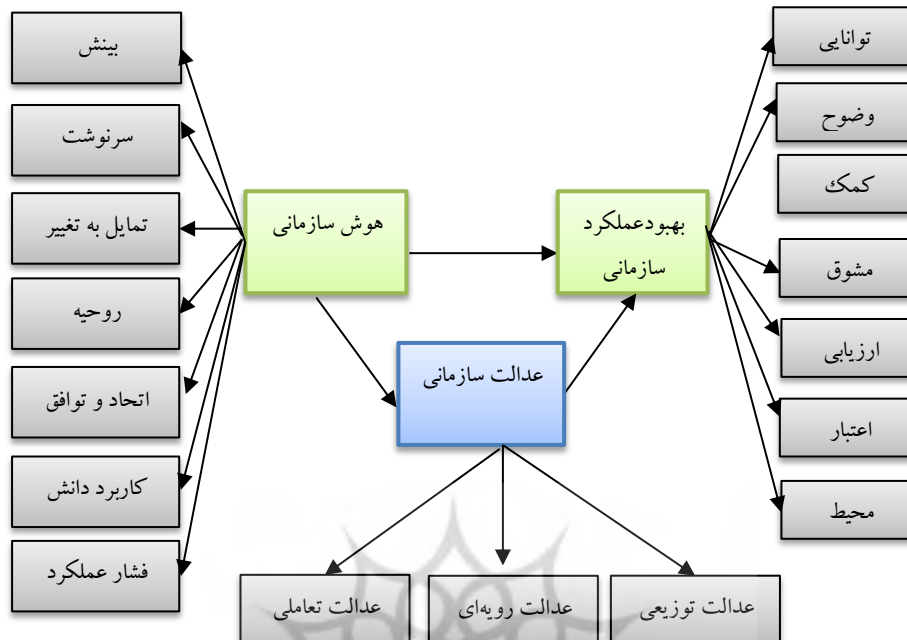 توانایی
وضوح
کمک
مشوق
ارزیابی
اعتبار
محیط
بهبودعملکرد
سازمانی
هوش سازمانی
عدالت سازمانی
بینش
سرنوشت
تمایل به تغییر
روحیه
اتحاد و توافق
کاربرد دانش
فشار عملکرد
عدالت توزیعی
عدالت رویه‌ای
عدالت تعاملی